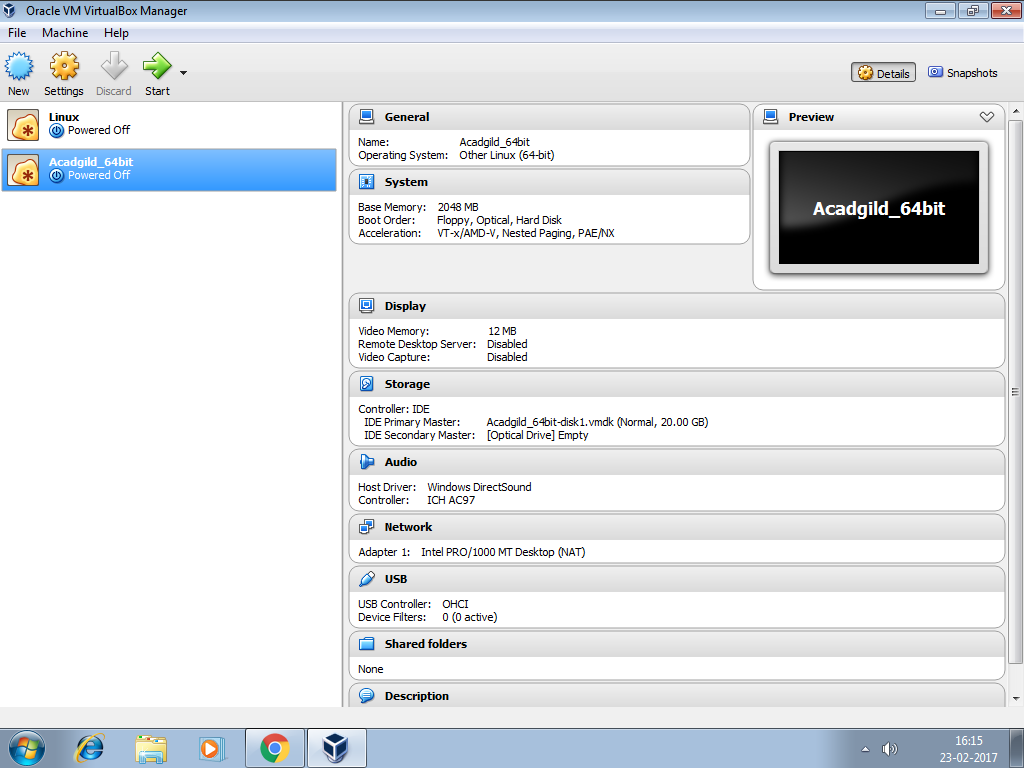 Oracle VM VirtualBox Manager
File Machine Help
New Settings Discard Start
Details Snapshots
Linux
Powered Off
Acadgild_64bit
Powered Off
General
Name: Acadgild_64bit
Operating System: Other Linux (64-bit)
System
Base Memory: 2048 MB
Boot Order: Floppy, Optical, Hard Disk
Acceleration: VT-x/AMD-V, Nested Paging, PAE/NX
Preview
Acadgild_64bit
Display
Video Memory: 12 MB
Remote Desktop Server: Disabled
Video Capture: Disabled
Storage
Controller: IDE
IDE Primary Master: Acadgild_64bit-disk1.vmdk (Normal, 20.00 GB)
IDE Secondary Master: [Optical Drive] Empty
Audio
Host Driver: Windows DirectSound
Controller: ICH AC97
Network
Adapter 1: Intel PRO/1000 MT Desktop (NAT)
USB
USB Controller: OHCI
Device Filters: 0 (0 active)
Shared folders
None
Description
16:15
23-02-2017